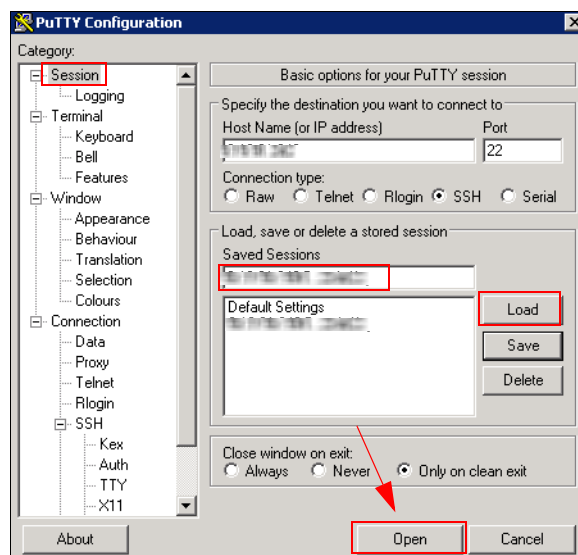 PuTTY Configuration
Category:
Session
Logging
Terminal
Keyboard
Bell
Features
Window
Appearance
Behaviour
Translation
Selection
Colours
Connection
Data
Proxy
Telnet
Rlogin
SSH
Kex
Auth
TTY
X11
Basic options for your PuTTY session
Specify the destination you want to connect to
Host Name (or IP address) Port
22
Connection type:
Raw Telnet Rlogin SSH Serial
Load, save or delete a stored session
Saved Sessions
Default Settings
Load
Save
Delete
Close window on exit:
Always Never Only on clean exit
About Open Cancel